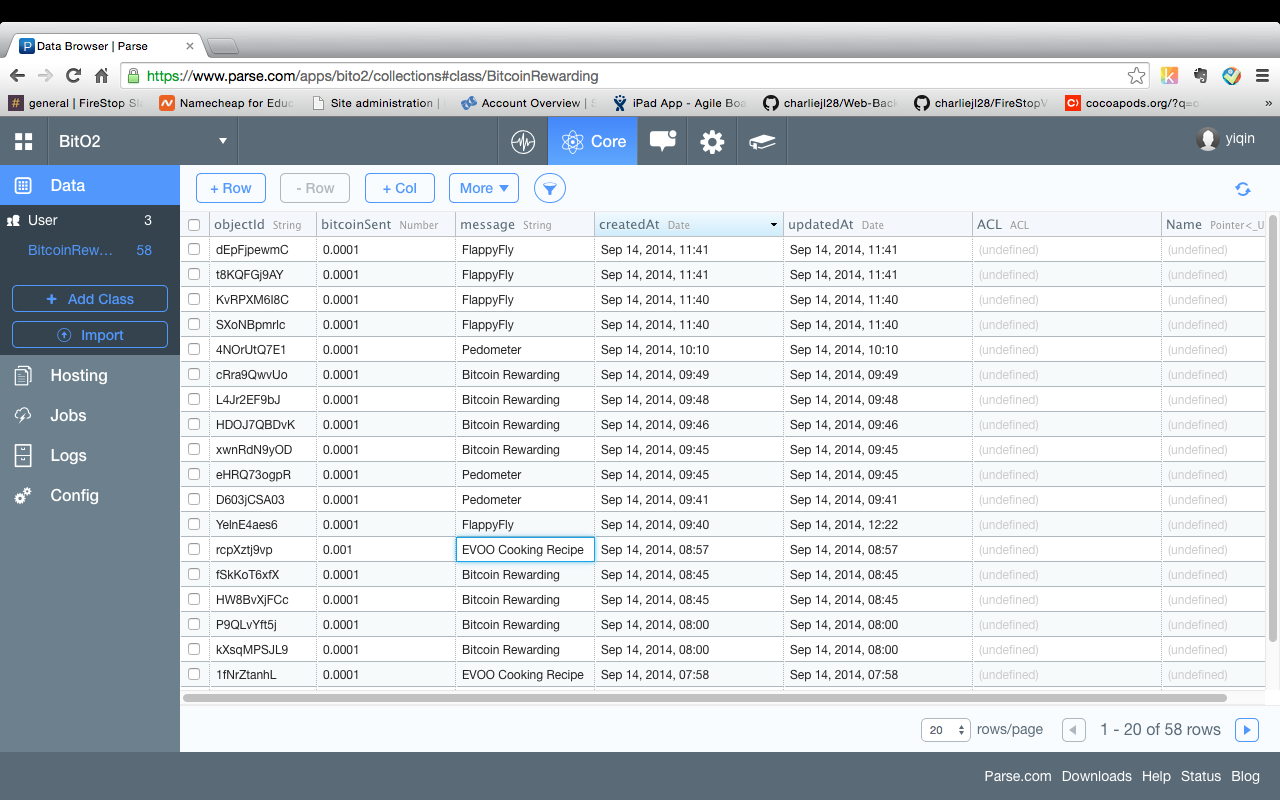 Data Browser | Parse
https://www.parse.com/apps/bito2/collections#class/BitcoinRewarding
general | FireStop Sla Namecheap for Educ Site administration | Account Overview | S iPad App - Agile Boa charliejl28/Web-Back charliejl28/FireStopV cocoapods.org/?q=o »
BitO2 Core yiqin
Data + Row - Row + Col More
User 3
BitcoinRew... 58
+ Add Class
Import
Hosting
Jobs
Logs
Config
objectId String bitcoinSent Number message String createdAt Date updatedAt Date ACL ACL Name Pointer<_U
dEpFjpewmC 0.0001 FlappyFly Sep 14, 2014, 11:41 Sep 14, 2014, 11:41 (undefined) (undefined)
t8KQFGj9AY 0.0001 FlappyFly Sep 14, 2014, 11:41 Sep 14, 2014, 11:41 (undefined) (undefined)
KvRPXM6I8C 0.0001 FlappyFly Sep 14, 2014, 11:40 Sep 14, 2014, 11:40 (undefined) (undefined)
SXoNBpmrIc 0.0001 FlappyFly Sep 14, 2014, 11:40 Sep 14, 2014, 11:40 (undefined) (undefined)
4NOrUtQ7E1 0.0001 Pedometer Sep 14, 2014, 10:10 Sep 14, 2014, 10:10 (undefined) (undefined)
cRra9QwvUo 0.0001 Bitcoin Rewarding Sep 14, 2014, 09:49 Sep 14, 2014, 09:49 (undefined) (undefined)
L4Jr2EF9bJ 0.0001 Bitcoin Rewarding Sep 14, 2014, 09:48 Sep 14, 2014, 09:48 (undefined) (undefined)
HDOJ7QBDvK 0.0001 Bitcoin Rewarding Sep 14, 2014, 09:46 Sep 14, 2014, 09:46 (undefined) (undefined)
xwnRdN9yOD 0.0001 Bitcoin Rewarding Sep 14, 2014, 09:45 Sep 14, 2014, 09:45 (undefined) (undefined)
eHRQ73ogpR 0.0001 Pedometer Sep 14, 2014, 09:45 Sep 14, 2014, 09:45 (undefined) (undefined)
D603jCSA03 0.0001 Pedometer Sep 14, 2014, 09:41 Sep 14, 2014, 09:41 (undefined) (undefined)
YelnE4aes6 0.0001 FlappyFly Sep 14, 2014, 09:40 Sep 14, 2014, 12:22 (undefined) (undefined)
rcpXztj9vp 0.001 EVOO Cooking Recipe Sep 14, 2014, 08:57 Sep 14, 2014, 08:57 (undefined) (undefined)
fSkKoT6xfX 0.0001 Bitcoin Rewarding Sep 14, 2014, 08:45 Sep 14, 2014, 08:45 (undefined) (undefined)
HW8BvXjFCc 0.0001 Bitcoin Rewarding Sep 14, 2014, 08:45 Sep 14, 2014, 08:45 (undefined) (undefined)
P9QLvYft5j 0.0001 Bitcoin Rewarding Sep 14, 2014, 08:00 Sep 14, 2014, 08:00 (undefined) (undefined)
kXsqMPSJL9 0.0001 Bitcoin Rewarding Sep 14, 2014, 08:00 Sep 14, 2014, 08:00 (undefined) (undefined)
1fNrZtanhL 0.0001 EVOO Cooking Recipe Sep 14, 2014, 07:58 Sep 14, 2014, 07:58 (undefined) (undefined)
20 rows/page 1 - 20 of 58 rows
Parse.com Downloads Help Status Blog